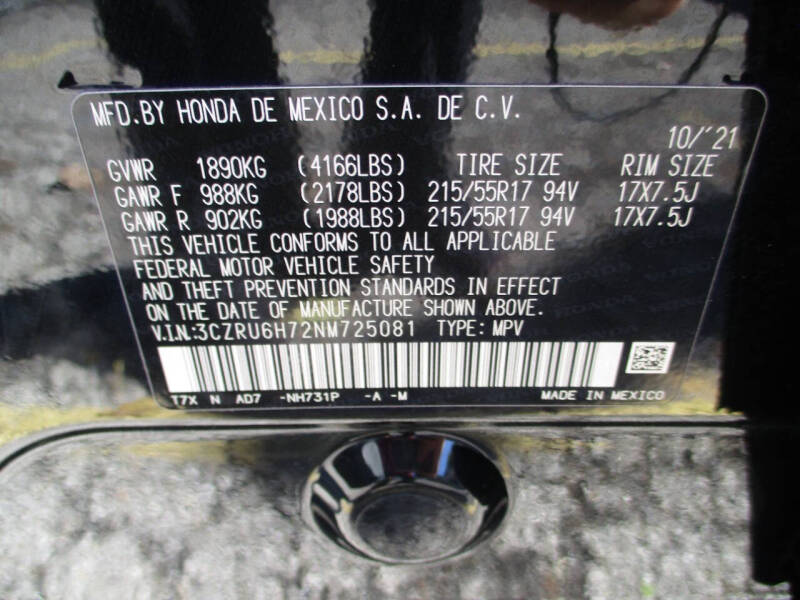 MFD.BY HONDA DE MEXICO S.A. DE C.V.
10/'21
GVWR 1890KG (4166LBS) TIRE SIZE RIM SIZE
GAWR F 988KG (2178LBS) 215/55R17 94V 17X7.5J
GAWR R 902KG (1988LBS) 215/55R17 94V 17X7.5J
THIS VEHICLE CONFORMS TO ALL APPLICABLE
FEDERAL MOTOR VEHICLE SAFETY
AND THEFT PREVENTION STANDARDS IN EFFECT
ON THE DATE OF MANUFACTURE SHOWN ABOVE.
V.I.N:3CZRU6H72NM725081 TYPE: MPV
T7X N AD7 -NH731P -A -M MADE IN MEXICO